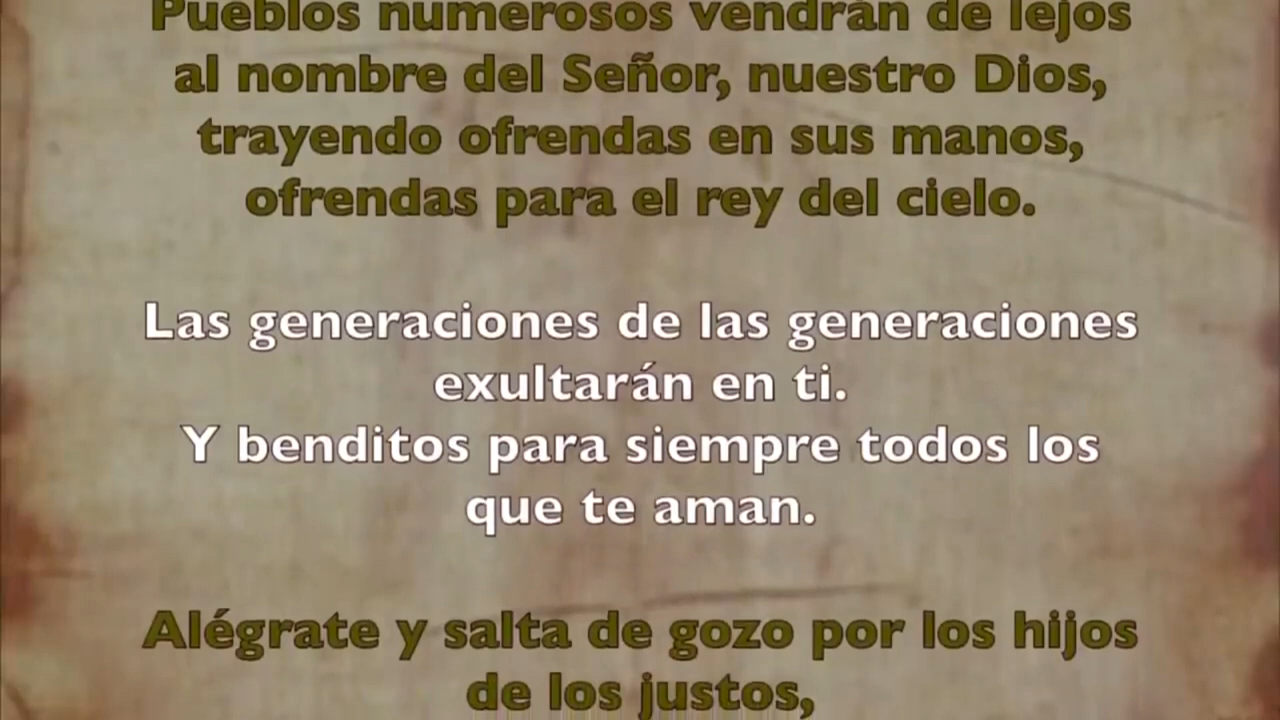 Pueblos numerosos vendrán de lejos
al nombre del Señor, nuestro Dios,
trayendo ofrendas en sus manos,
ofrendas para el rey del cielo.
Las generaciones de las generaciones
exultarán en ti.
Y benditos para siempre todos los
que te aman.
Alégrate y salta de gozo por los hijos
de los justos,